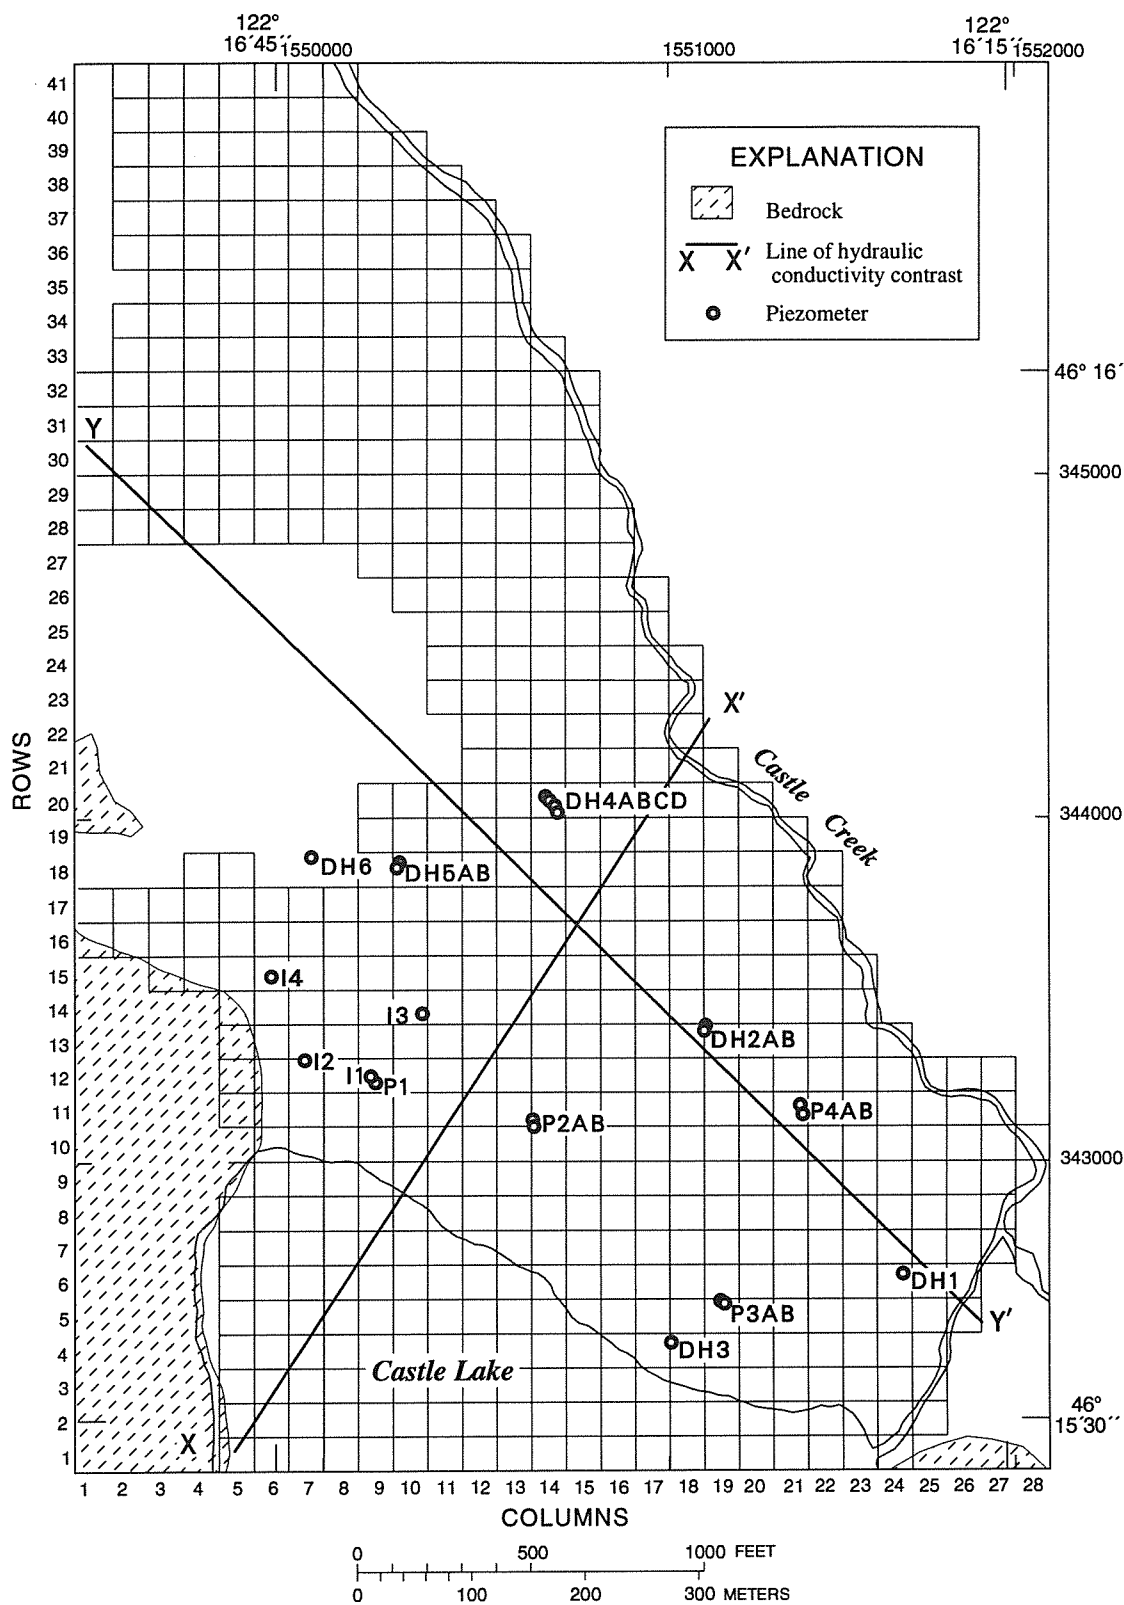 122°
16´45´´ 1550000
1551000
122°
16´15´´ 1552000
EXPLANATION
Bedrock
X X' Line of hydraulic
conductivity contrast
Piezometer
41
40
39
38
37
36
35
34
33
32
31
30
29
28
27
26
25
24
23
22
21
20
19
18
17
16
15
14
13
12
11
10
9
8
7
6
5
4
3
2
1
ROWS
46° 16´
345000
344000
343000
46°
15´30´´
Y
X'
Castle
Creek
DH4ABCD
DH6
DH5AB
I4
I3
DH2AB
I2
I1
P1
P2AB
P4AB
DH1
P3AB
Y'
DH3
Castle Lake
X
1 2 3 4 5 6 7 8 9 10 11 12 13 14 15 16 17 18 19 20 21 22 23 24 25 26 27 28
COLUMNS
0 500 1000 FEET
0 100 200 300 METERS